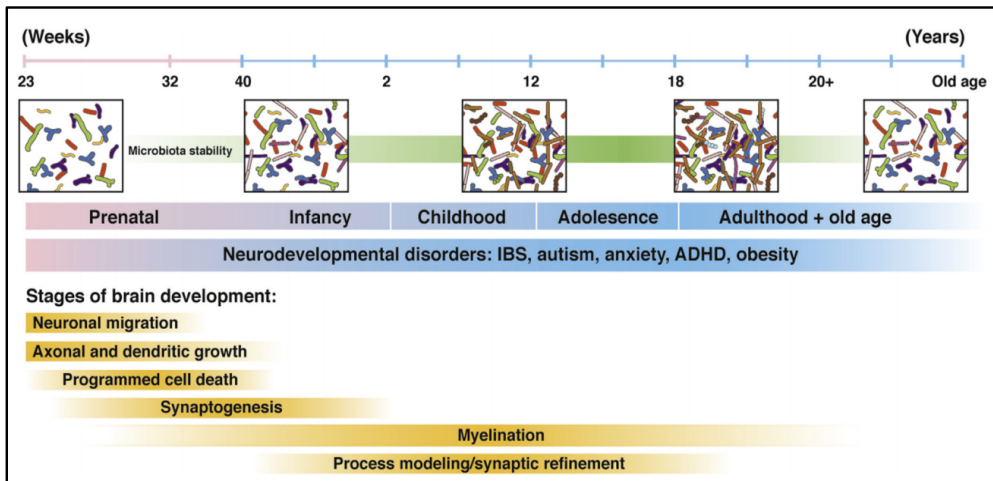 (Weeks) (Years)
23 32 40 2 12 18 20+ Old age
Microbiota stability
Prenatal Infancy Childhood Adolesence Adulthood + old age
Neurodevelopmental disorders: IBS, autism, anxiety, ADHD, obesity
Stages of brain development:
Neuronal migration
Axonal and dendritic growth
Programmed cell death
Synaptogenesis
Myelination
Process modeling/synaptic refinement